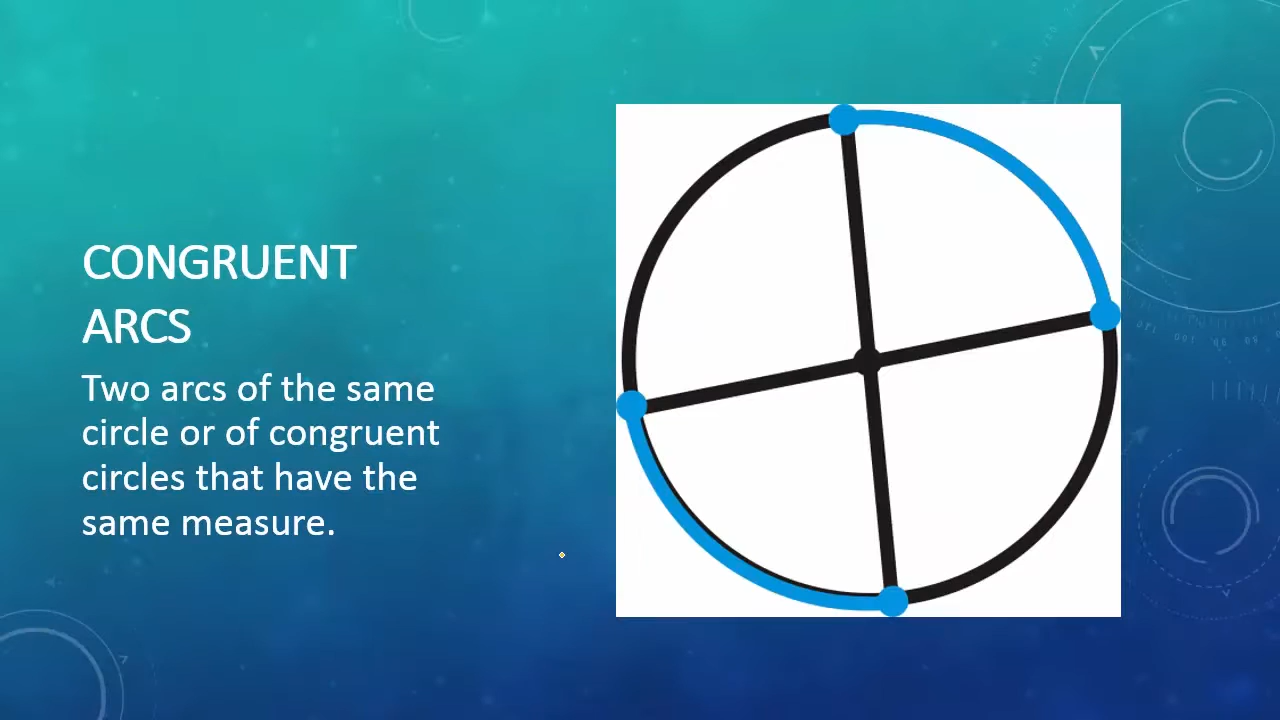 CONGRUENT
ARCS
Two arcs of the same
circle or of congruent
circles that have the
same measure.